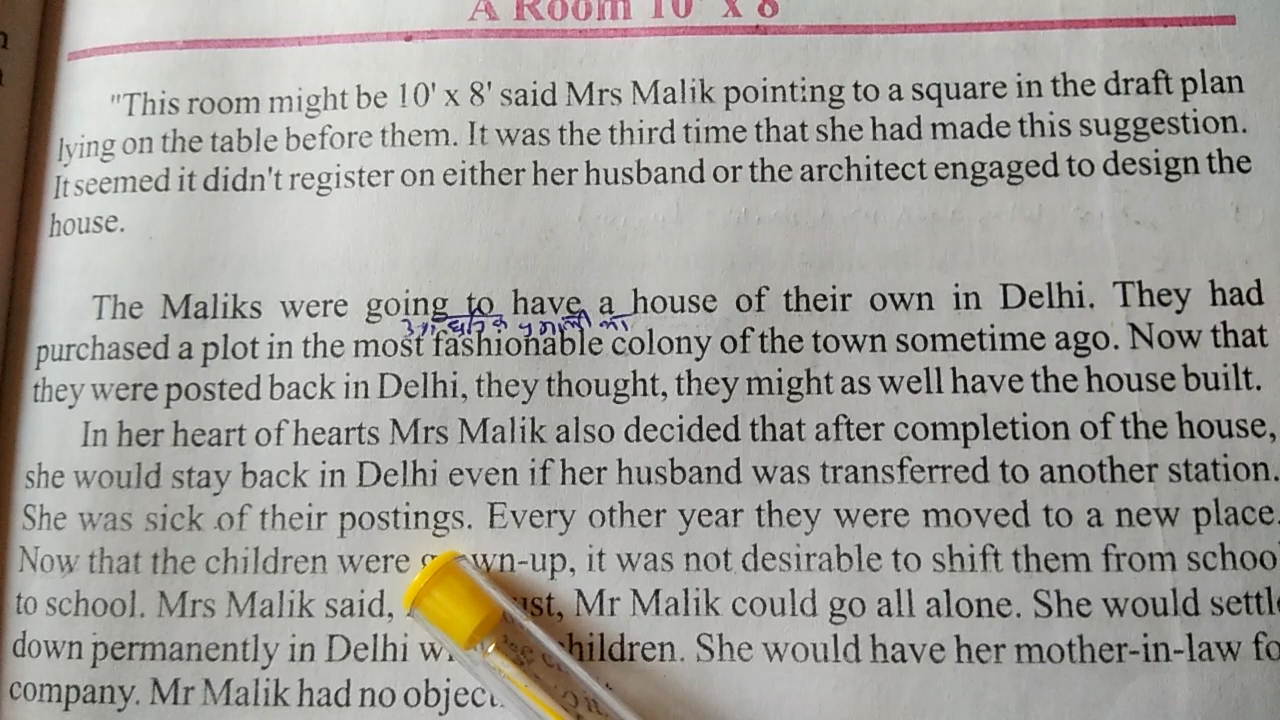 A Room 10' x 8'
"This room might be 10' x 8' said Mrs Malik pointing to a square in the draft plan
lying on the table before them. It was the third time that she had made this suggestion.
It seemed it didn't register on either her husband or the architect engaged to design the
house.
The Maliks were going to have a house of their own in Delhi. They had
purchased a plot in the most fashionable colony of the town sometime ago. Now that
they were posted back in Delhi, they thought, they might as well have the house built.
In her heart of hearts Mrs Malik also decided that after completion of the house,
she would stay back in Delhi even if her husband was transferred to another station.
She was sick of their postings. Every other year they were moved to a new place.
Now that the children were wn-up, it was not desirable to shift them from schoo
to school. Mrs Malik said, ust, Mr Malik could go all alone. She would settle
down permanently in Delhi children. She would have her mother-in-law fo
company. Mr Malik had no objec